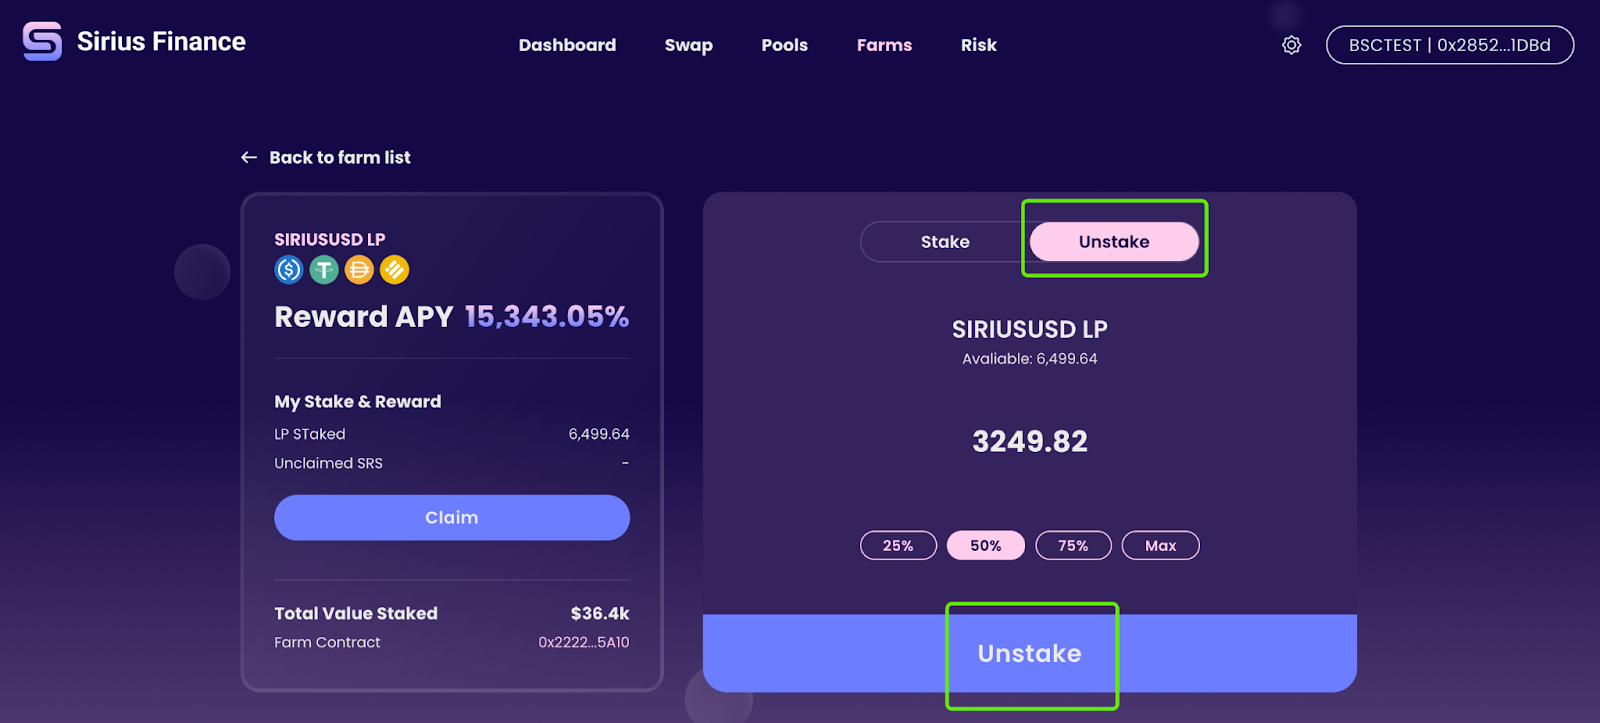 Sirius Finance
Dashboard Swap Pools Farms Risk
BSCTEST | 0x2852...1DBd
← Back to farm list
SIRIUSUSD LP
Reward APY 15,343.05%
My Stake & Reward
LP STaked 6,499.64
Unclaimed SRS -
Claim
Total Value Staked $36.4k
Farm Contract 0x2222...5A10
Stake Unstake
SIRIUSUSD LP
Avaliable: 6,499.64
3249.82
25% 50% 75% Max
Unstake